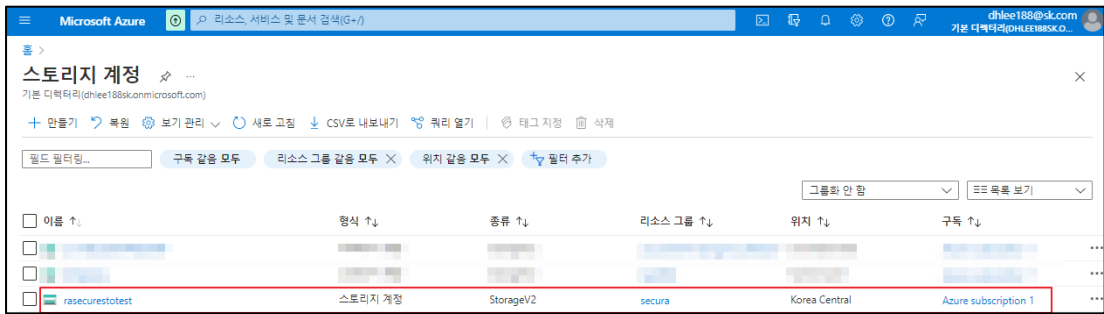 Microsoft Azure
리소스, 서비스 및 문서 검색(G+/)
dhlee188@sk.com
기본 디렉터리(DHLEE188SK.O...
홈 >
스토리지 계정 ...
기본 디렉터리(dhlee188sk.onmicrosoft.com)
+ 만들기 복원 보기 관리 새로 고침 CSV로 내보내기 쿼리 열기 태그 지정 삭제
필드 필터링... 구독 같음 모두 리소스 그룹 같음 모두 × 위치 같음 모두 × 필터 추가
그룹화 안 함 목록 보기
이름 ↑↓ 형식 ↑↓ 종류 ↑↓ 리소스 그룹 ↑↓ 위치 ↑↓ 구독 ↑↓
rasecurestotest 스토리지 계정 StorageV2 secura Korea Central Azure subscription 1 ...